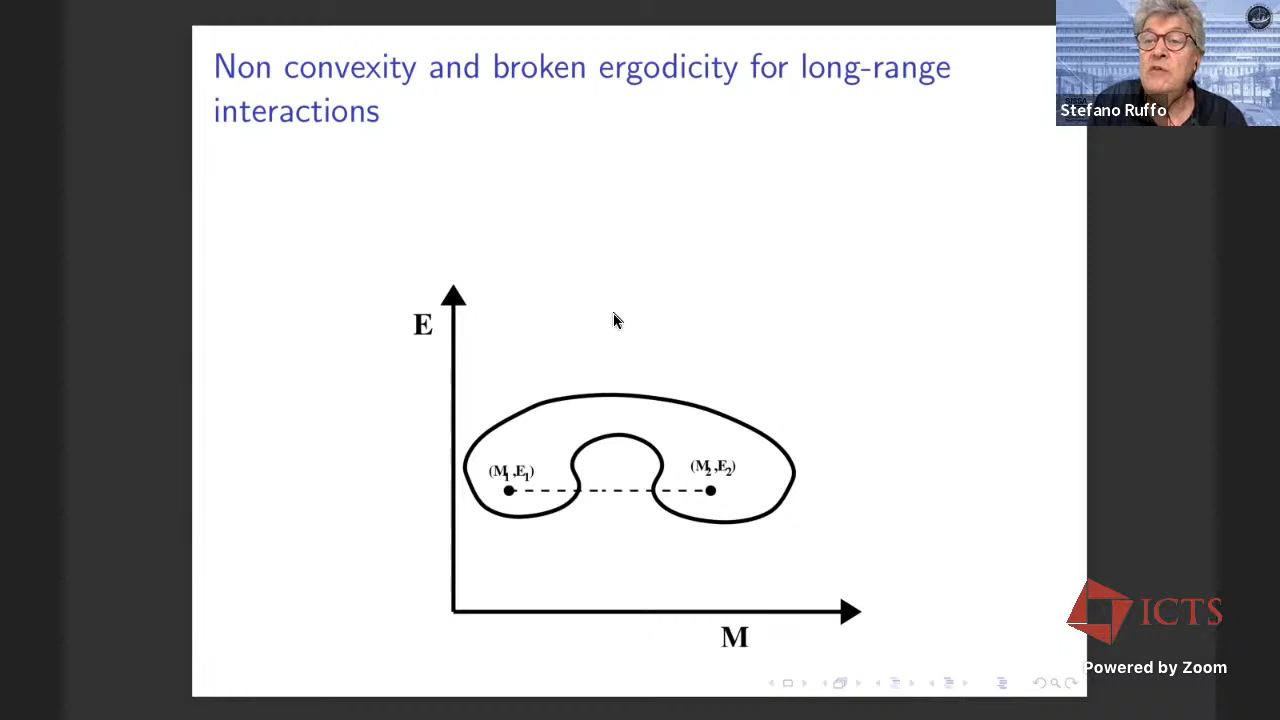 Non convexity and broken ergodicity for long-range
interactions
Stefano Ruffo
E
(M1,E1)
(M2,E2)
M
ICTS
Powered by Zoom